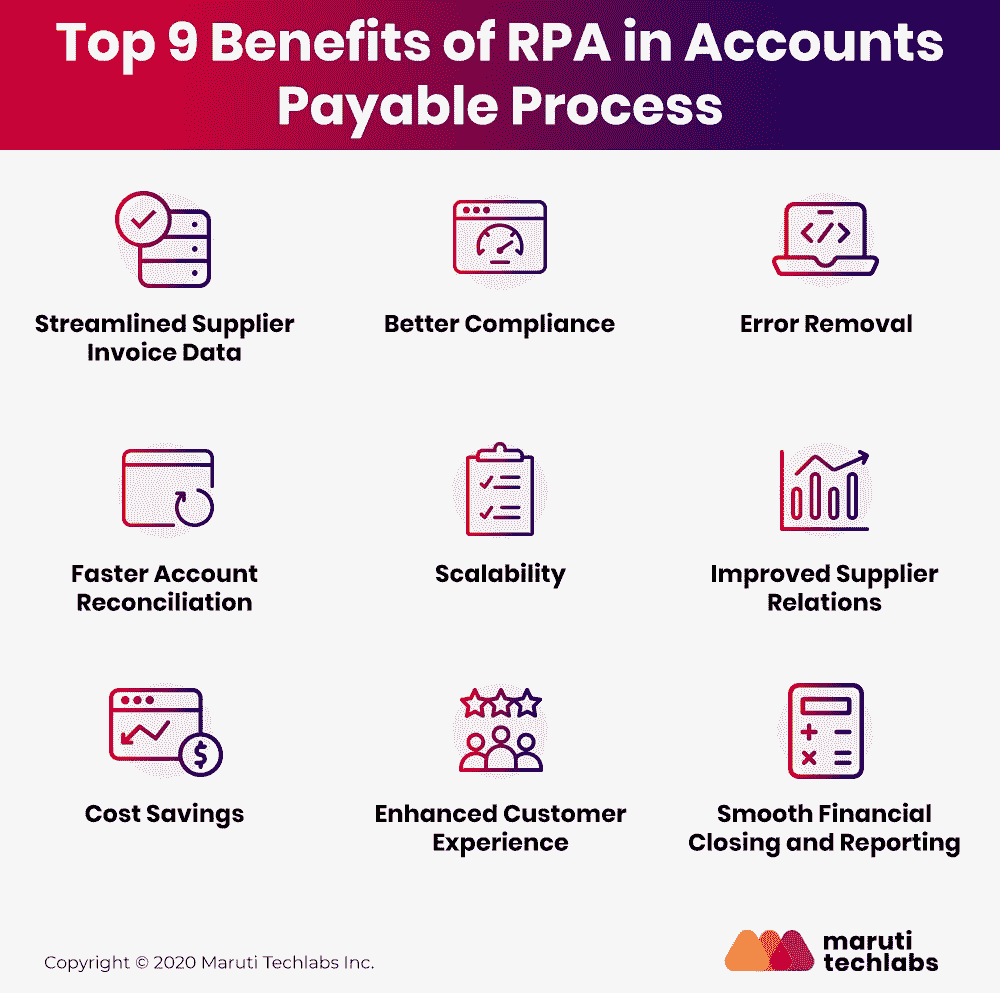 Top 9 Benefits of RPA in Accounts
Payable Process
Streamlined Supplier
Invoice Data
Better Compliance
Error Removal
Faster Account
Reconciliation
Scalability
Improved Supplier
Relations
Cost Savings
Enhanced Customer
Experience
Smooth Financial
Closing and Reporting
Copyright © 2020 Maruti Techlabs Inc.
maruti
techlabs